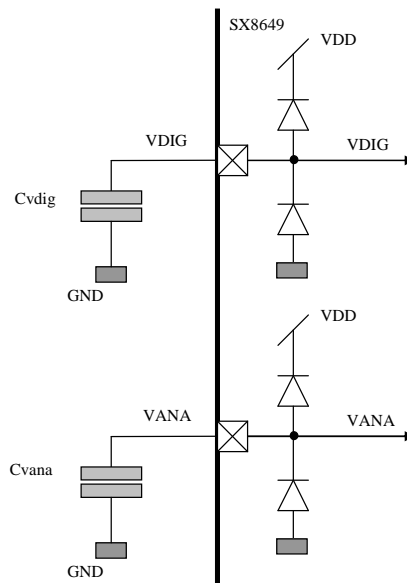 SX8649
VDD
VDIG
VDIG
Cvdig
GND
VDD
VANA
VANA
Cvana
GND